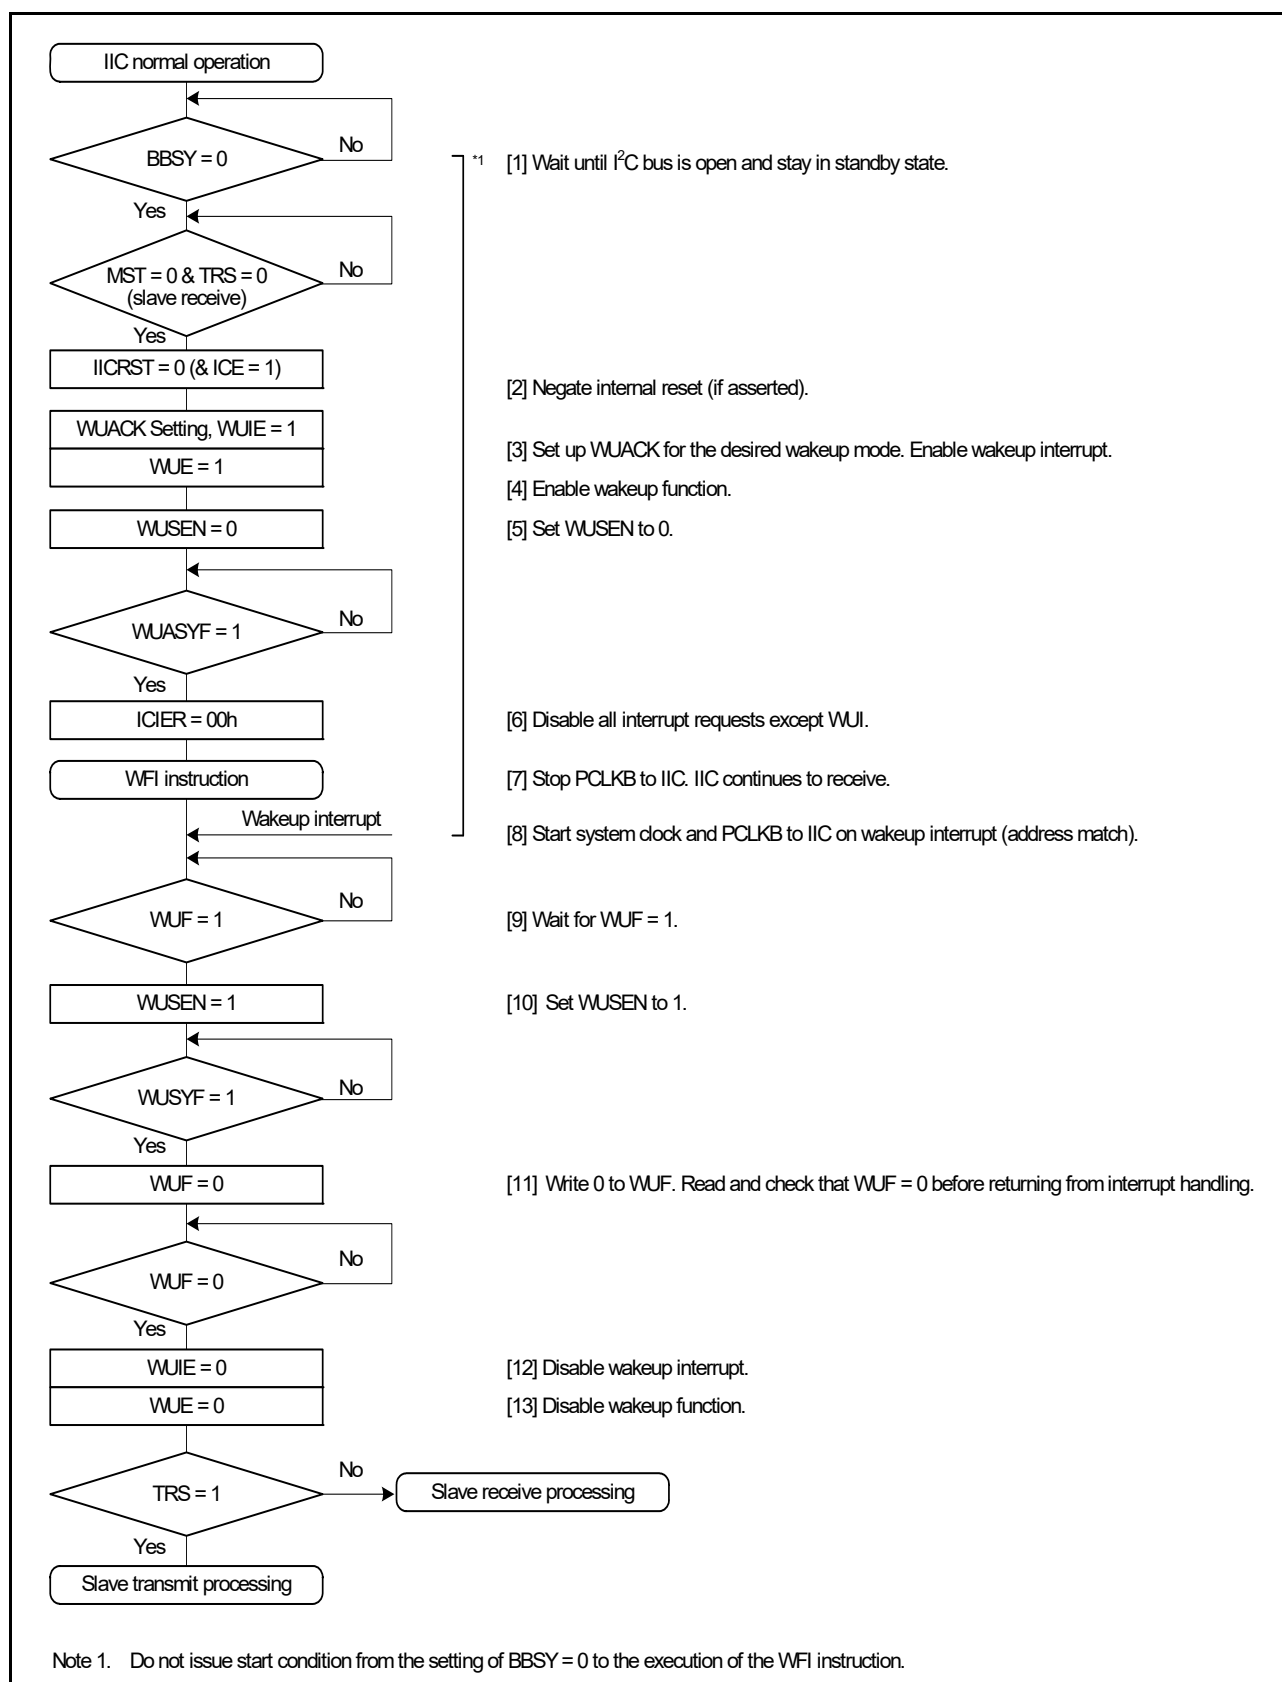 IIC normal operation
No
BBSY = 0
*1 [1] Wait until I²C bus is open and stay in standby state.
Yes
No
MST = 0 & TRS = 0
(slave receive)
Yes
IICRST = 0 (& ICE = 1)
[2] Negate internal reset (if asserted).
WUACK Setting, WUIE = 1
[3] Set up WUACK for the desired wakeup mode. Enable wakeup interrupt.
WUE = 1
[4] Enable wakeup function.
WUSEN = 0
[5] Set WUSEN to 0.
No
WUASYF = 1
Yes
ICIER = 00h
[6] Disable all interrupt requests except WUI.
WFI instruction
[7] Stop PCLKB to IIC. IIC continues to receive.
Wakeup interrupt
[8] Start system clock and PCLKB to IIC on wakeup interrupt (address match).
No
WUF = 1
[9] Wait for WUF = 1.
WUSEN = 1
[10] Set WUSEN to 1.
No
WUSYF = 1
Yes
WUF = 0
[11] Write 0 to WUF. Read and check that WUF = 0 before returning from interrupt handling.
No
WUF = 0
Yes
WUIE = 0
[12] Disable wakeup interrupt.
WUE = 0
[13] Disable wakeup function.
No
TRS = 1
Slave receive processing
Yes
Slave transmit processing
Note 1. Do not issue start condition from the setting of BBSY = 0 to the execution of the WFI instruction.